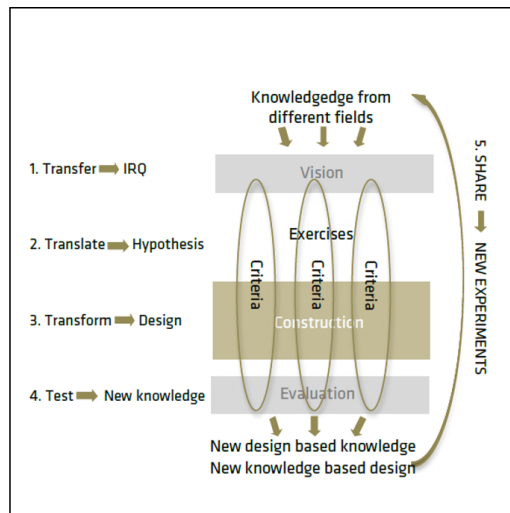 Knowledgedge from
different fields
1. Transfer ➡ IRQ
Vision
2. Translate ➡ Hypothesis
Exercises
Criteria
Criteria
Criteria
3. Transform ➡ Design
Construction
4. Test ➡ New knowledge
Evaluation
New design based knowledge
New knowledge based design
5. SHARE ➡ NEW EXPERIMENTS